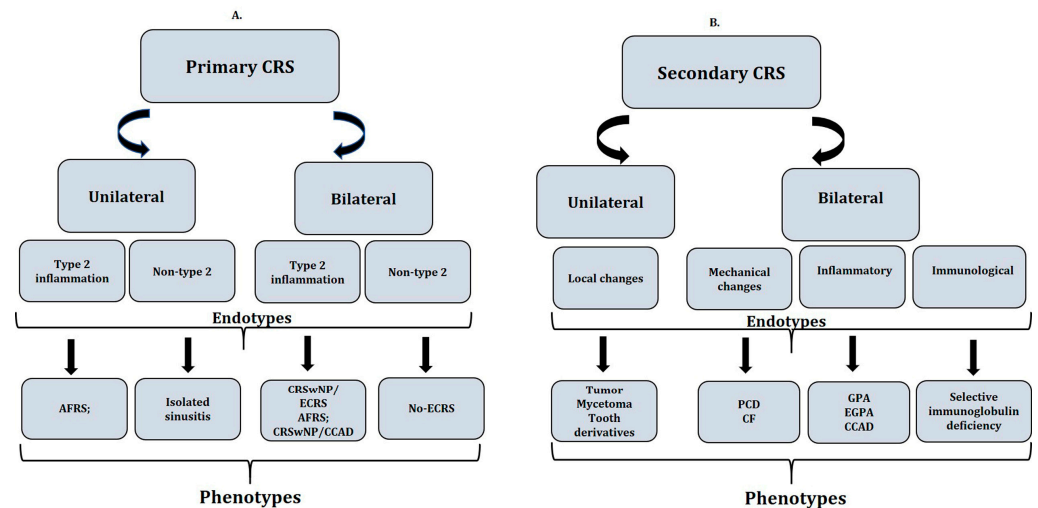 A.
Primary CRS
Unilateral
Bilateral
Type 2
inflammation
Non-type 2
Type 2
inflammation
Non-type 2
Endotypes
AFRS;
Isolated
sinusitis
CRSwNP/
ECRS
AFRS;
CRSwNP/CCAD
No-ECRS
Phenotypes
B.
Secondary CRS
Unilateral
Bilateral
Local changes
Mechanical
changes
Inflammatory
Immunological
Endotypes
Tumor
Mycetoma
Tooth
derivatives
PCD
CF
GPA
EGPA
CCAD
Selective
immunoglobulin
deficiency
Phenotypes